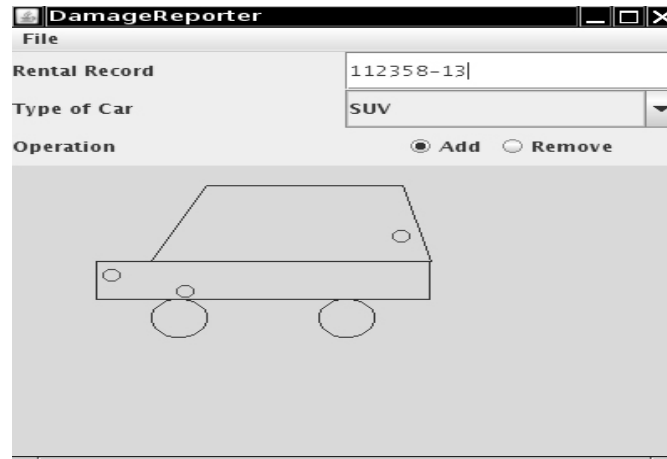 DamageReporter
File
Rental Record 112358-13
Type of Car SUV
Operation Add Remove